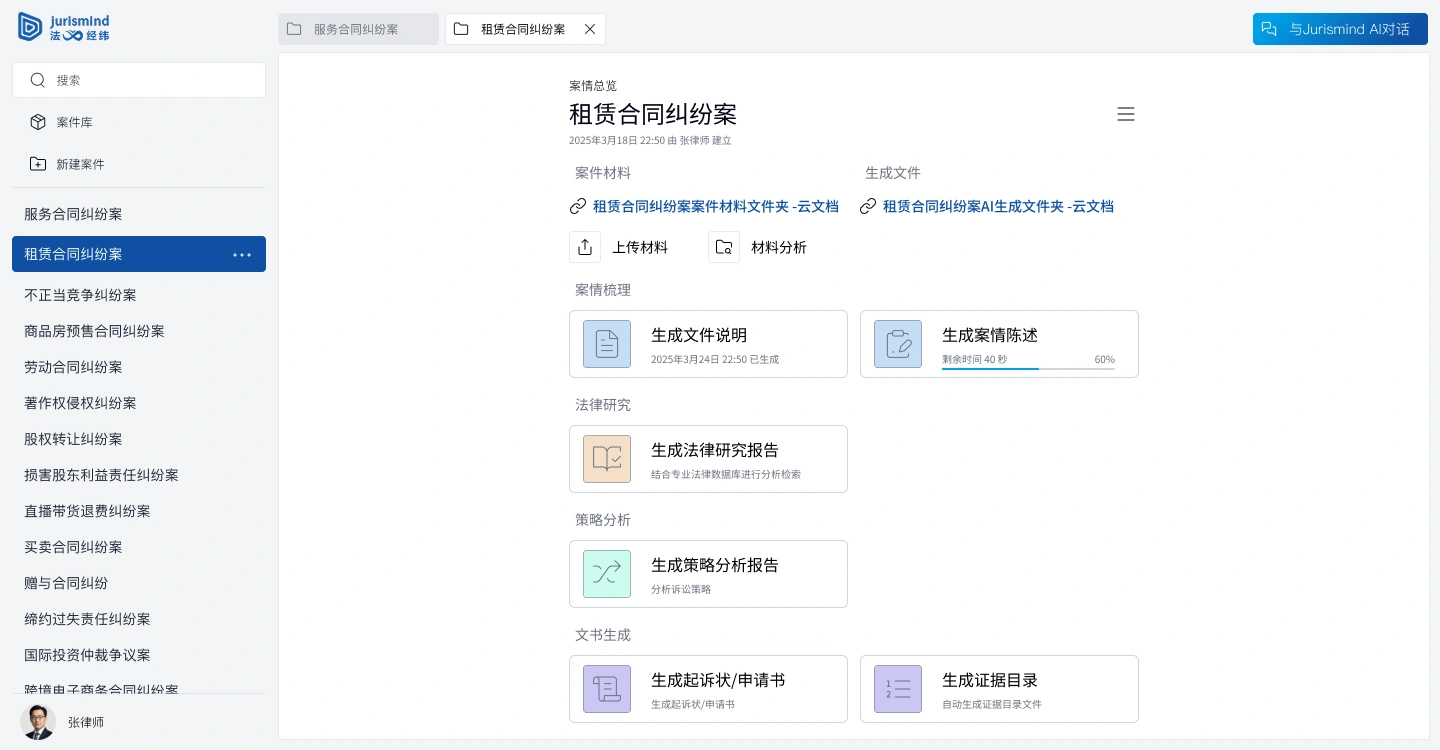 jurismind
法 经纬
搜索
案件库
新建案件
服务合同纠纷案
租赁合同纠纷案
不正当竞争纠纷案
商品房预售合同纠纷案
劳动合同纠纷案
著作权侵权纠纷案
股权转让纠纷案
损害股东利益责任纠纷案
直播带货退费纠纷案
买卖合同纠纷案
赠与合同纠纷
缔约过失责任纠纷案
国际投资仲裁争议案
跨境电子商务合同纠纷案
张律师
服务合同纠纷案
租赁合同纠纷案
与Jurismind AI对话
案情总览
租赁合同纠纷案
2025年3月18日 22:50 由 张律师 建立
案件材料
生成文件
租赁合同纠纷案案件材料文件夹 -云文档
租赁合同纠纷案AI生成文件夹 -云文档
上传材料
材料分析
案情梳理
生成文件说明
2025年3月24日 22:50 已生成
生成案情陈述
剩余时间 40 秒
60%
法律研究
生成法律研究报告
结合专业法律数据库进行分析检索
策略分析
生成策略分析报告
分析诉讼策略
文书生成
生成起诉状/申请书
生成起诉状/申请书
1
2
生成证据目录
自动生成证据目录文件